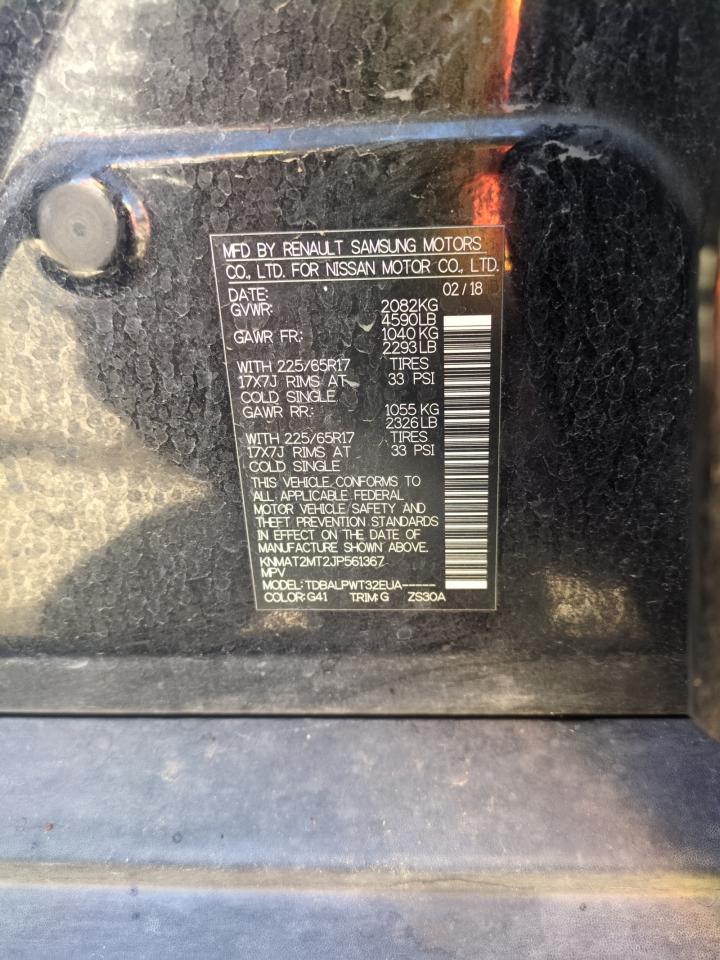 MFD BY RENAULT SAMSUNG MOTORS
CO., LTD. FOR NISSAN MOTOR CO., LTD.
DATE: 02/18
GVWR: 2082KG
4590LB
GAWR FR: 1040 KG
2293LB
WITH 225/65R17 TIRES
17X7J RIMS AT 33 PSI
COLD SINGLE
GAWR RR: 1055 KG
2326LB
WITH 225/65R17 TIRES
17X7J RIMS AT 33 PSI
COLD SINGLE
THIS VEHICLE CONFORMS TO
ALL APPLICABLE FEDERAL
MOTOR VEHICLE SAFETY AND
THEFT PREVENTION STANDARDS
IN EFFECT ON THE DATE OF
MANUFACTURE SHOWN ABOVE.
KNMAT2MT2JP561367
MPV
MODEL: TDBALPWT32EUA-----
COLOR: G41 TRIM: G ZS30A